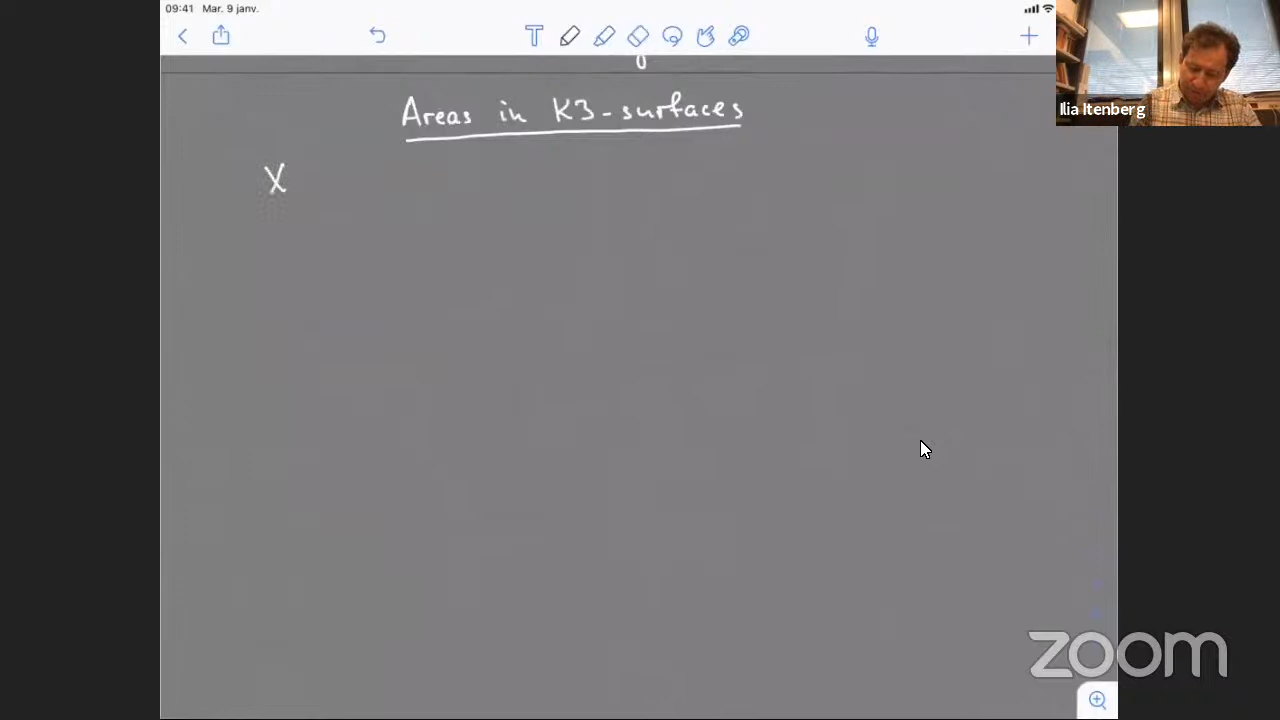 09:41 Mar. 9 janv.
Ilia Itenberg
Areas in K3-surfaces
X
zoom